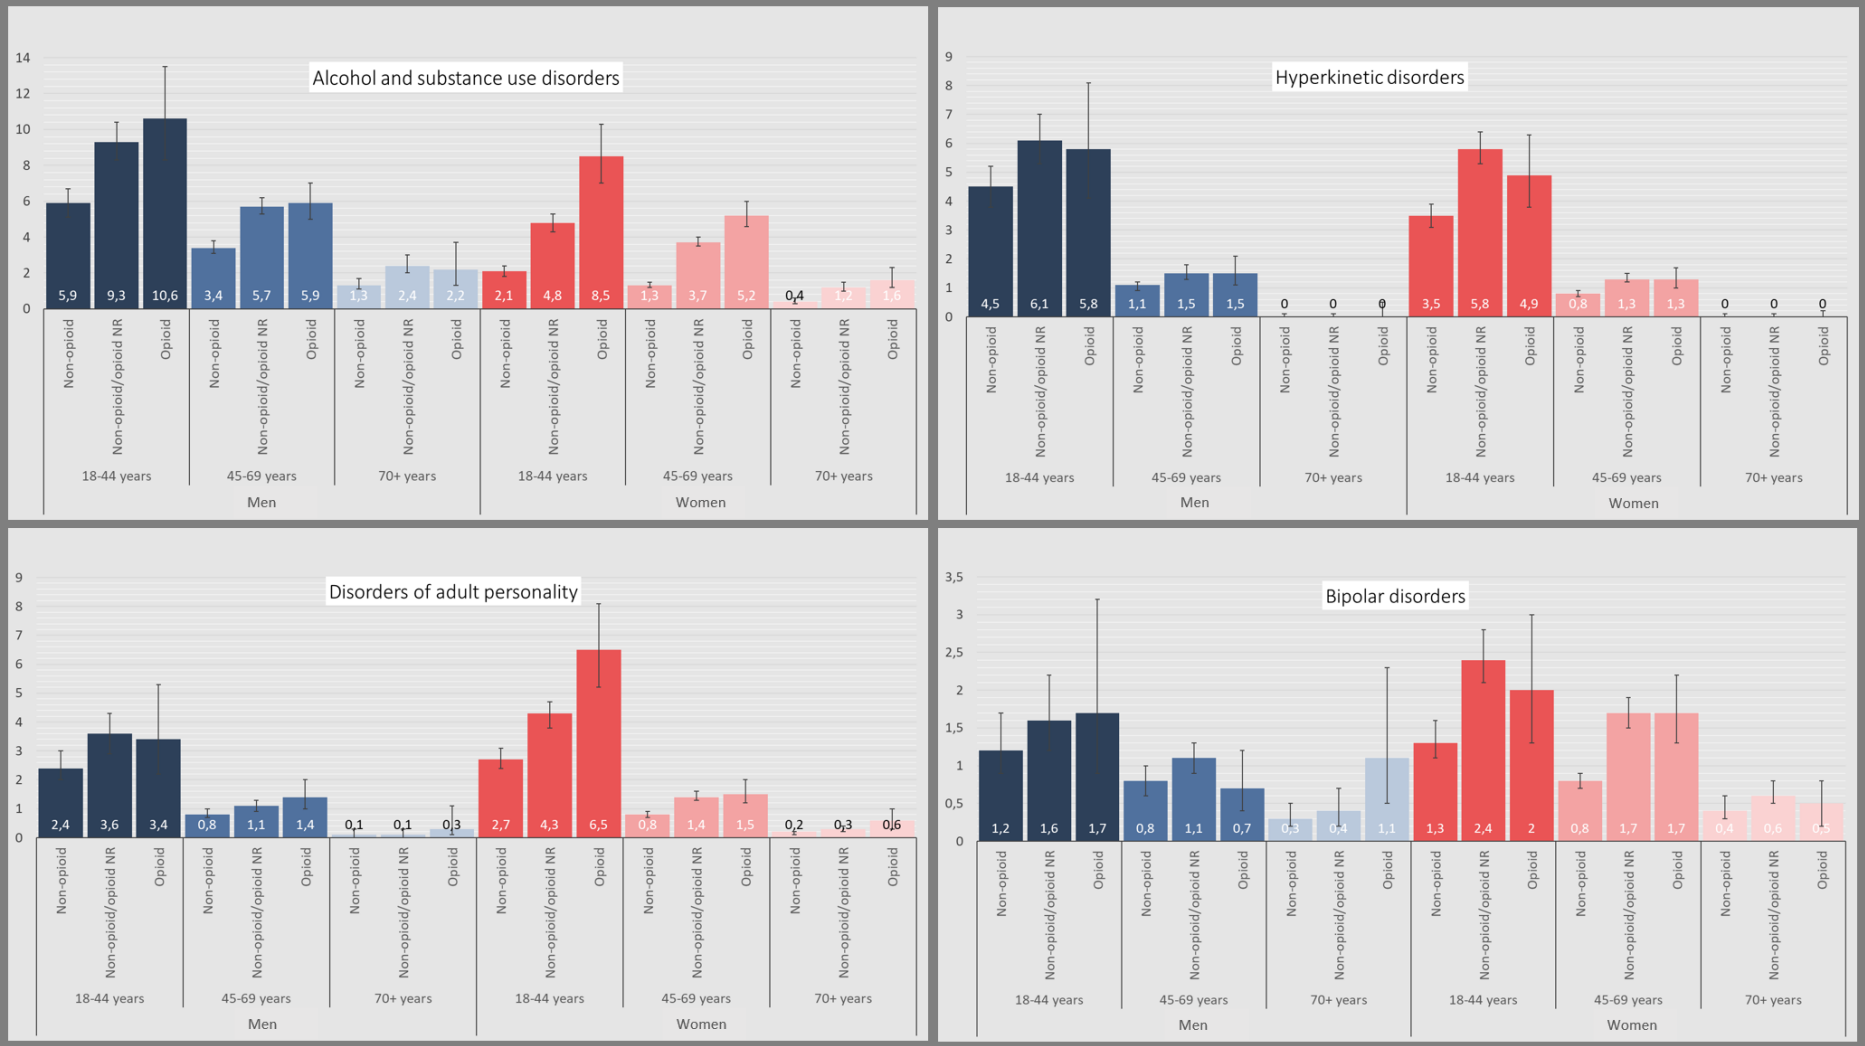 Alcohol and substance use disorders
14
12
10
8
6
4
2
0
5,9 9,3 10,6 3,4 5,7 5,9 1,3 2,4 2,2 2,1 4,8 8,5 1,3 3,7 5,2 0,4 1,2 1,6
Non-opioid Non-opioid/opioid NR Opioid Non-opioid Non-opioid/opioid NR Opioid Non-opioid Non-opioid/opioid NR Opioid Non-opioid Non-opioid/opioid NR Opioid Non-opioid Non-opioid/opioid NR Opioid Non-opioid Non-opioid/opioid NR Opioid
18-44 years 45-69 years 70+ years 18-44 years 45-69 years 70+ years
Men Women
Hyperkinetic disorders
9
8
7
6
5
4
3
2
1
0
4,5 6,1 5,8 1,1 1,5 1,5 0 0 0 3,5 5,8 4,9 0,8 1,3 1,3 0 0 0
Non-opioid Non-opioid/opioid NR Opioid Non-opioid Non-opioid/opioid NR Opioid Non-opioid Non-opioid/opioid NR Opioid Non-opioid Non-opioid/opioid NR Opioid Non-opioid Non-opioid/opioid NR Opioid Non-opioid Non-opioid/opioid NR Opioid
18-44 years 45-69 years 70+ years 18-44 years 45-69 years 70+ years
Men Women
Disorders of adult personality
9
8
7
6
5
4
3
2
1
0
2,4 3,6 3,4 0,8 1,1 1,4 0,1 0,1 0,3 2,7 4,3 6,5 0,8 1,4 1,5 0,2 0,3 0,6
Non-opioid Non-opioid/opioid NR Opioid Non-opioid Non-opioid/opioid NR Opioid Non-opioid Non-opioid/opioid NR Opioid Non-opioid Non-opioid/opioid NR Opioid Non-opioid Non-opioid/opioid NR Opioid Non-opioid Non-opioid/opioid NR Opioid
18-44 years 45-69 years 70+ years 18-44 years 45-69 years 70+ years
Men Women
Bipolar disorders
3,5
3
2,5
2
1,5
1
0,5
0
1,2 1,6 1,7 0,8 1,1 0,7 0,3 0,4 1,1 1,3 2,4 2 0,8 1,7 1,7 0,4 0,6 0,5
Non-opioid Non-opioid/opioid NR Opioid Non-opioid Non-opioid/opioid NR Opioid Non-opioid Non-opioid/opioid NR Opioid Non-opioid Non-opioid/opioid NR Opioid Non-opioid Non-opioid/opioid NR Opioid Non-opioid Non-opioid/opioid NR Opioid
18-44 years 45-69 years 70+ years 18-44 years 45-69 years 70+ years
Men Women